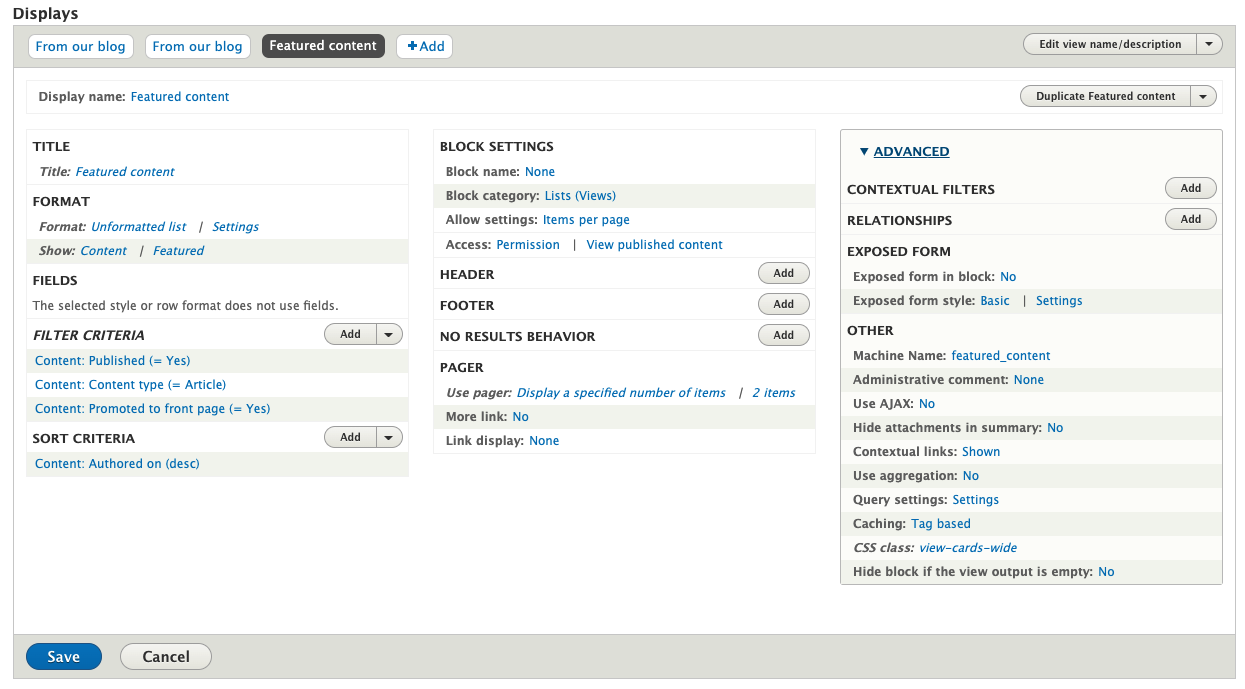 Displays
From our blog
From our blog
Featured content
+Add
Edit view name/description
Display name: Featured content
Duplicate Featured content
TITLE
Title: Featured content
FORMAT
Format: Unformatted list | Settings
Show: Content | Featured
FIELDS
The selected style or row format does not use fields.
FILTER CRITERIA
Add
Content: Published (= Yes)
Content: Content type (= Article)
Content: Promoted to front page (= Yes)
SORT CRITERIA
Add
Content: Authored on (desc)
BLOCK SETTINGS
Block name: None
Block category: Lists (Views)
Allow settings: Items per page
Access: Permission | View published content
HEADER
Add
FOOTER
Add
NO RESULTS BEHAVIOR
Add
PAGER
Use pager: Display a specified number of items | 2 items
More link: No
Link display: None
ADVANCED
CONTEXTUAL FILTERS
Add
RELATIONSHIPS
Add
EXPOSED FORM
Exposed form in block: No
Exposed form style: Basic | Settings
OTHER
Machine Name: featured_content
Administrative comment: None
Use AJAX: No
Hide attachments in summary: No
Contextual links: Shown
Use aggregation: No
Query settings: Settings
Caching: Tag based
CSS class: view-cards-wide
Hide block if the view output is empty: No
Save
Cancel